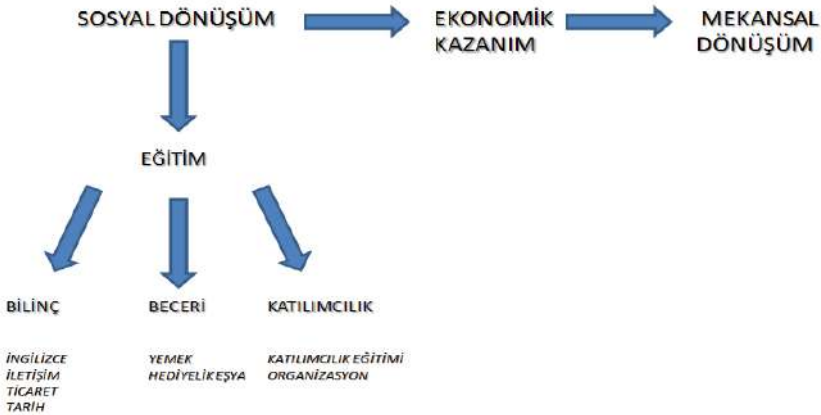 SOSYAL DÖNÜŞÜM
EKONOMİK
KAZANIM
MEKANSAL
DÖNÜŞÜM
EĞİTİM
BİLİNÇ
BECERİ
KATILIMCILIK
İNGİLİZCE
İLETİŞİM
TİCARET
TARİH
YEMEK
HEDİYELİK EŞYA
KATILIMCILIK EĞİTİMİ
ORGANİZASYON